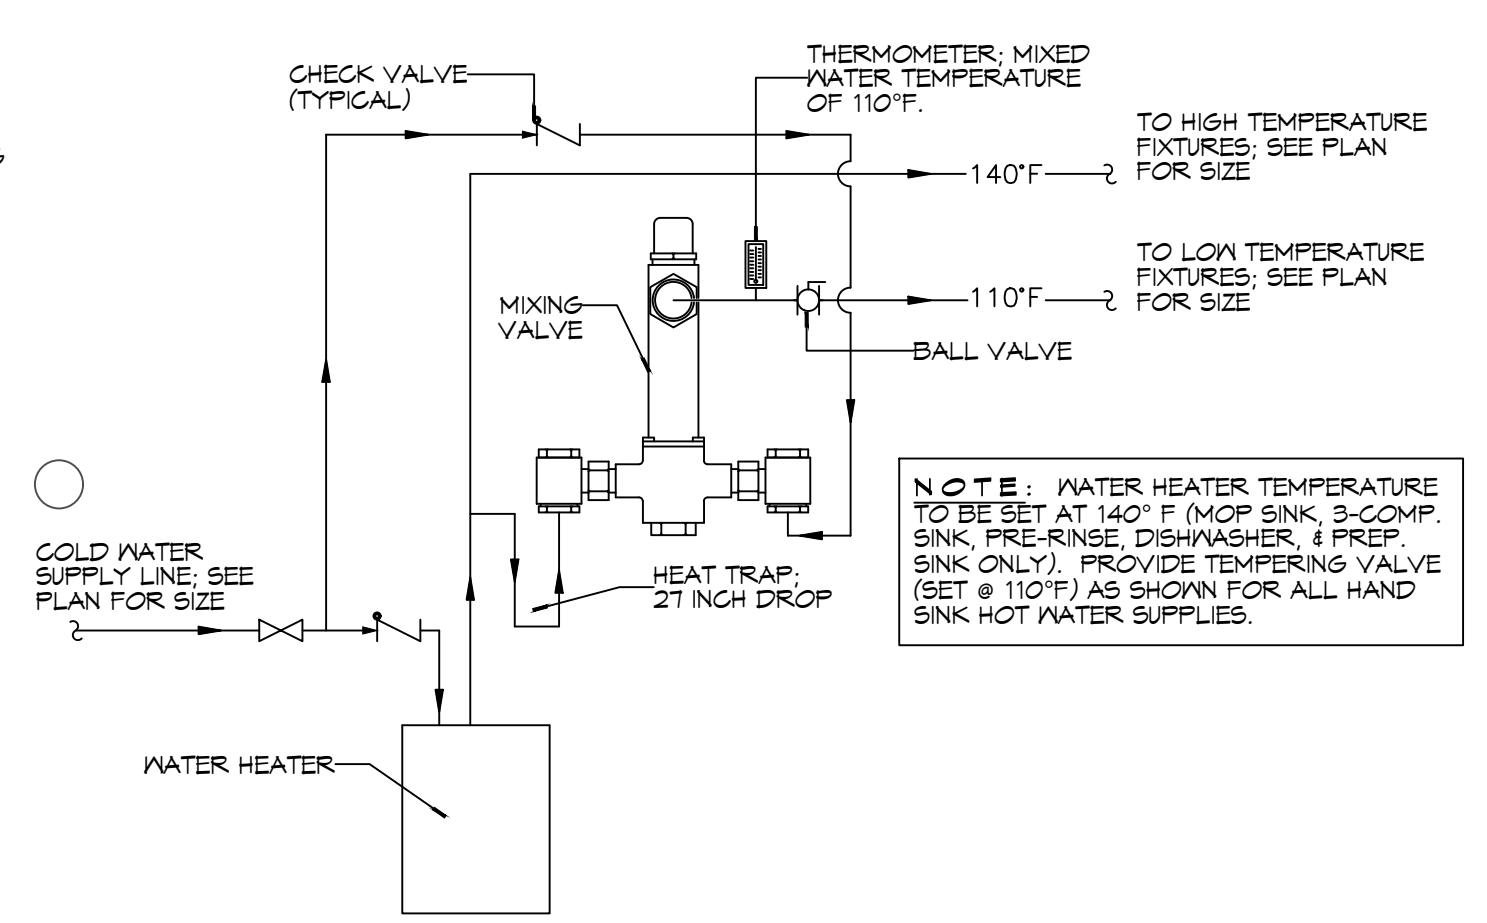 CHECK VALVE
(TYPICAL)
THERMOMETER; MIXED
WATER TEMPERATURE
OF 110°F.
TO HIGH TEMPERATURE
FIXTURES; SEE PLAN
FOR SIZE
140°F
TO LOW TEMPERATURE
FIXTURES; SEE PLAN
FOR SIZE
110°F
MIXING
VALVE
BALL VALVE
NOTE: WATER HEATER TEMPERATURE
TO BE SET AT 140° F (MOP SINK, 3-COMP.
SINK, PRE-RINSE, DISHWASHER, & PREP.
SINK ONLY). PROVIDE TEMPERING VALVE
(SET @ 110°F) AS SHOWN FOR ALL HAND
SINK HOT WATER SUPPLIES.
COLD WATER
SUPPLY LINE; SEE
PLAN FOR SIZE
HEAT TRAP;
27 INCH DROP
WATER HEATER